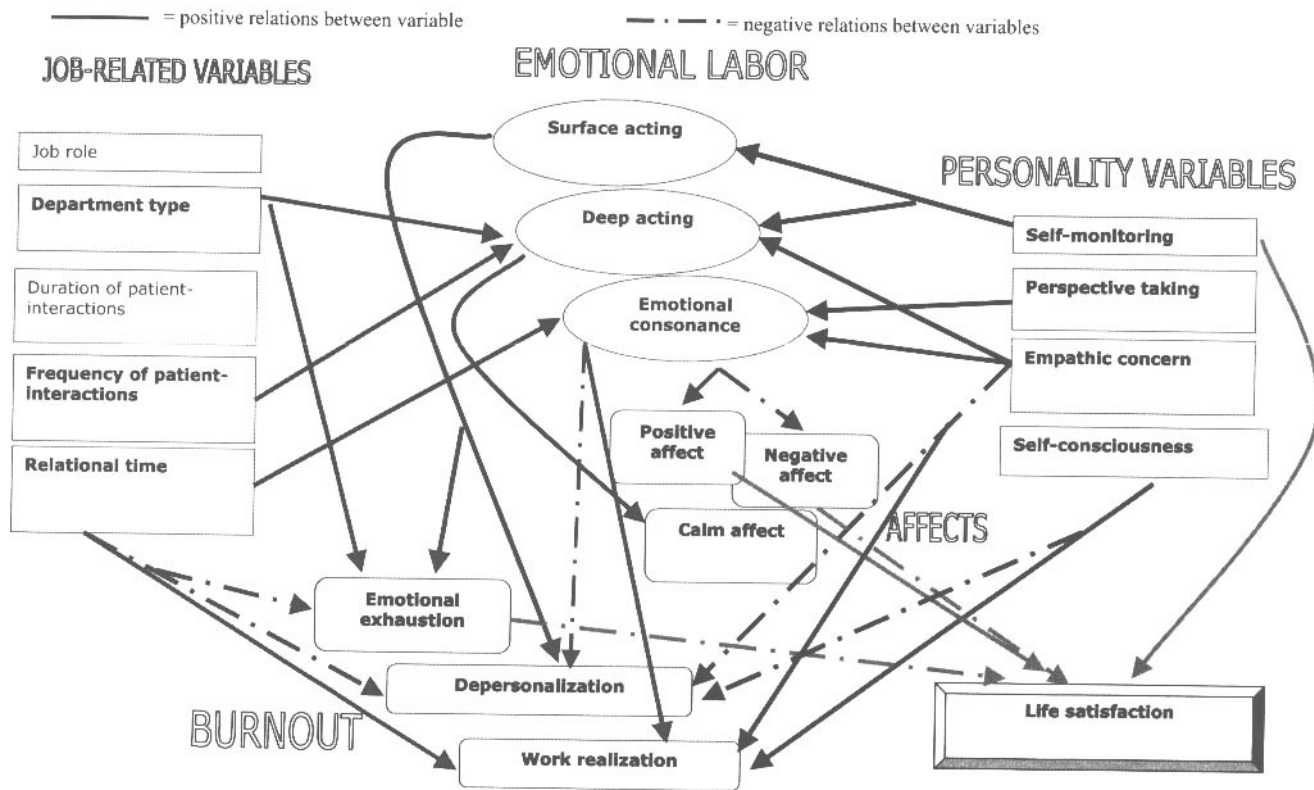 = positive relations between variable
= negative relations between variables
JOB-RELATED VARIABLES
EMOTIONAL LABOR
PERSONALITY VARIABLES
Job role
Department type
Duration of patient-
interactions
Frequency of patient-
interactions
Relational time
Surface acting
Deep acting
Emotional
consonance
Self-monitoring
Perspective taking
Empathic concern
Self-consciousness
Positive
affect
Negative
affect
Calm affect
AFFECTS
Emotional
exhaustion
Depersonalization
Work realization
BURNOUT
Life satisfaction